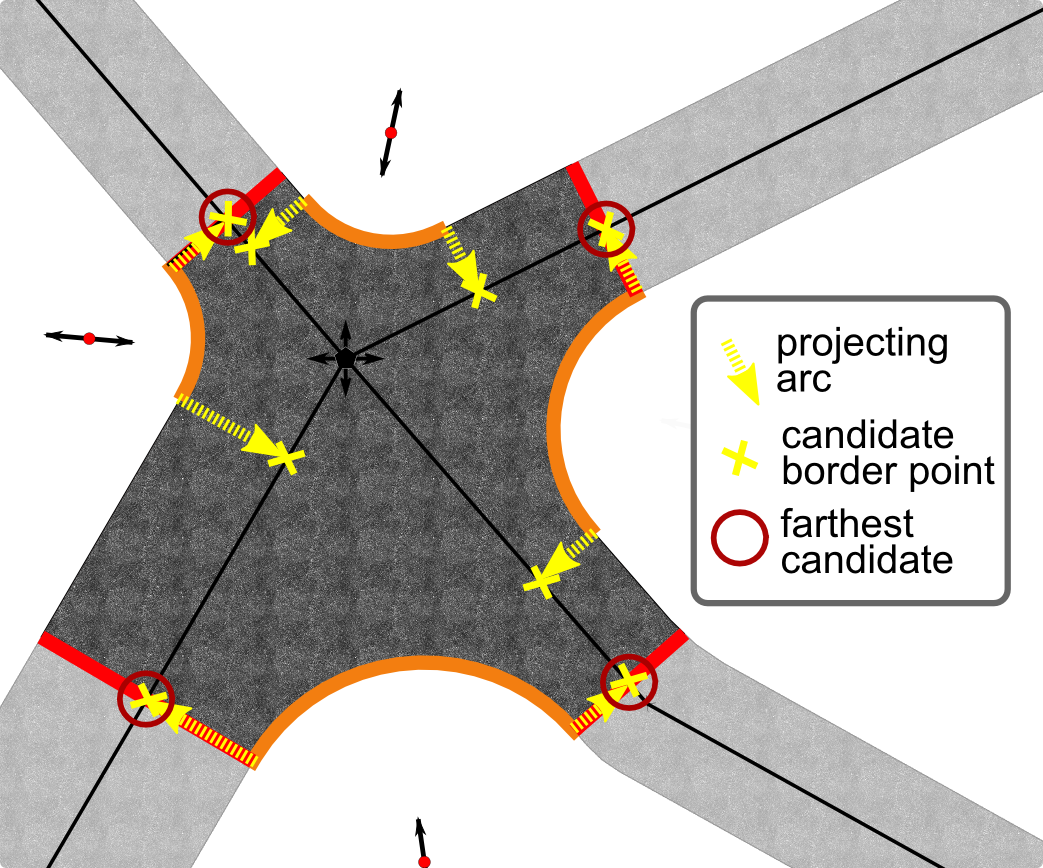 projecting
arc
candidate
border point
farthest
candidate